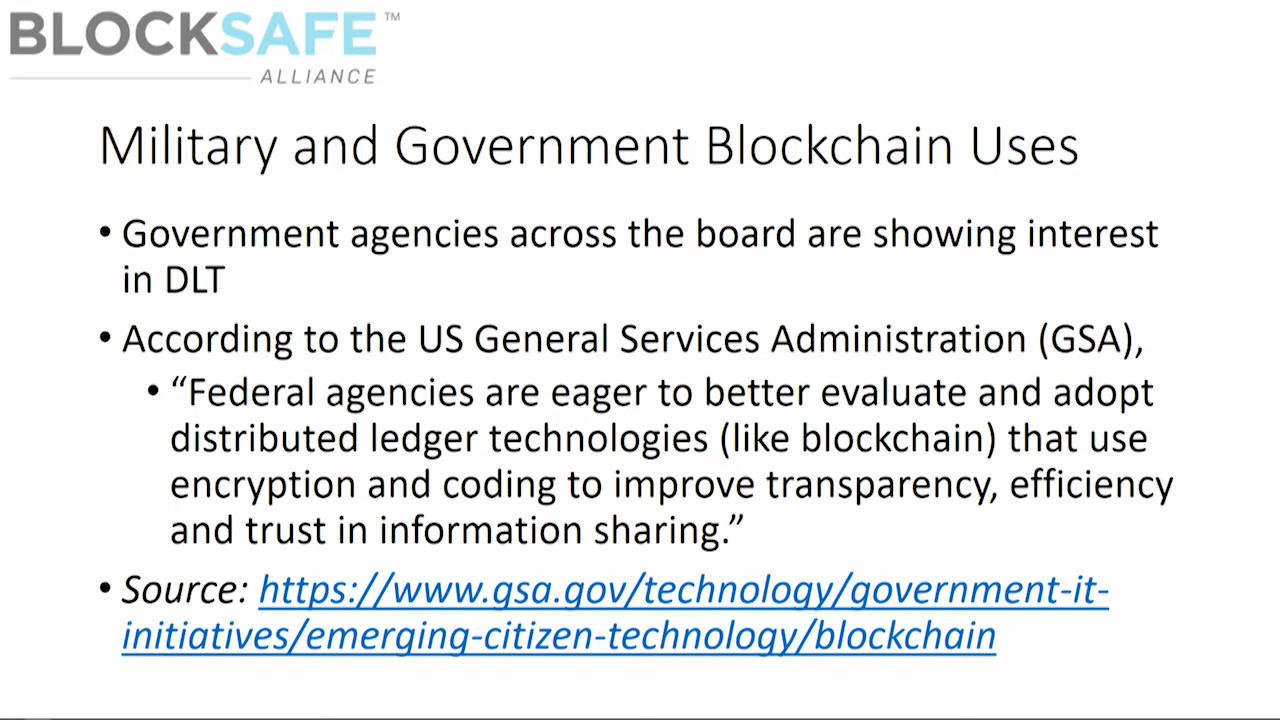 BLOCKSAFE™
ALLIANCE
Military and Government Blockchain Uses
• Government agencies across the board are showing interest
in DLT
• According to the US General Services Administration (GSA),
• “Federal agencies are eager to better evaluate and adopt
distributed ledger technologies (like blockchain) that use
encryption and coding to improve transparency, efficiency
and trust in information sharing.”
• Source: https://www.gsa.gov/technology/government-it-
initiatives/emerging-citizen-technology/blockchain